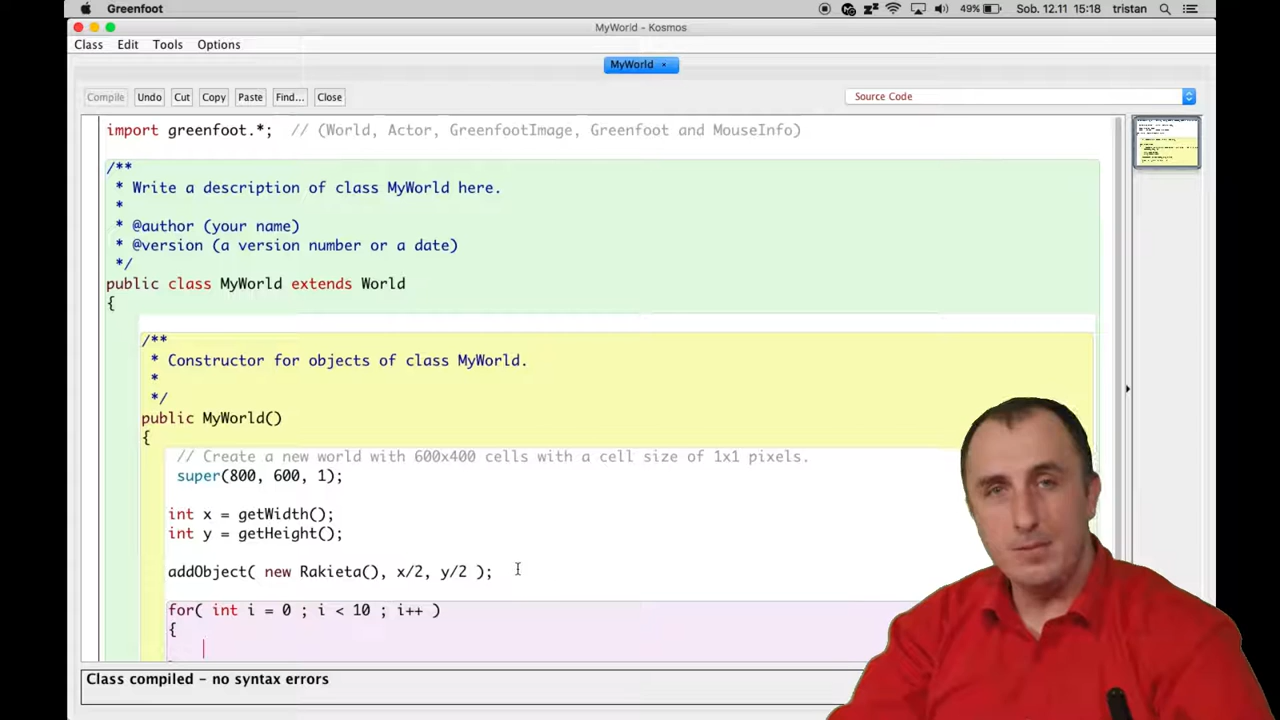 Greenfoot 49% Sob. 12.11 15:18 tristan
MyWorld - Kosmos
Class Edit Tools Options
MyWorld ×
Compile Undo Cut Copy Paste Find... Close Source Code
import greenfoot.*;  // (World, Actor, GreenfootImage, Greenfoot and MouseInfo)
/**
* Write a description of class MyWorld here.
*
* @author (your name)
* @version (a version number or a date)
*/
public class MyWorld extends World
{
/**
* Constructor for objects of class MyWorld.
*
*/
public MyWorld()
{
// Create a new world with 600x400 cells with a cell size of 1x1 pixels.
super(800, 600, 1);
int x = getWidth();
int y = getHeight();
addObject( new Rakieta(), x/2, y/2 );
for( int i = 0 ; i < 10 ; i++ )
{
Class compiled - no syntax errors